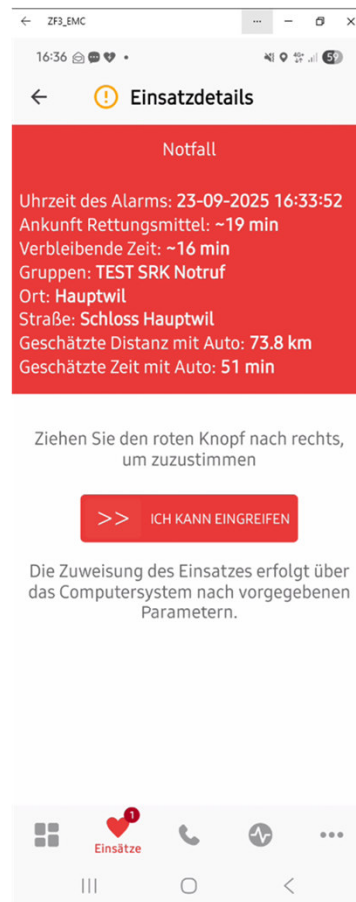 ZF3_EMC
16:36
4G+
59
Einsatzdetails
Notfall
Uhrzeit des Alarms: 23-09-2025 16:33:52
Ankunft Rettungsmittel: ~19 min
Verbleibende Zeit: ~16 min
Gruppen: TEST SRK Notruf
Ort: Hauptwil
Straße: Schloss Hauptwil
Geschätzte Distanz mit Auto: 73.8 km
Geschätzte Zeit mit Auto: 51 min
Ziehen Sie den roten Knopf nach rechts,
um zuzustimmen
>> ICH KANN EINGREIFEN
Die Zuweisung des Einsatzes erfolgt über
das Computersystem nach vorgegebenen
Parametern.
1
Einsätze